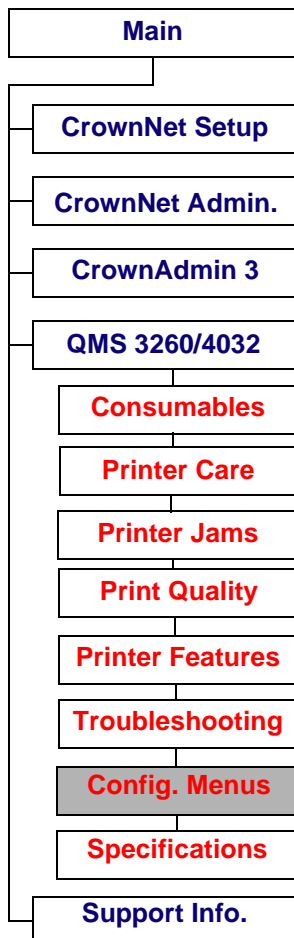 Main
CrownNet Setup
CrownNet Admin.
CrownAdmin 3
QMS 3260/4032
Consumables
Printer Care
Printer Jams
Print Quality
Printer Features
Troubleshooting
Config. Menus
Specifications
Support Info.